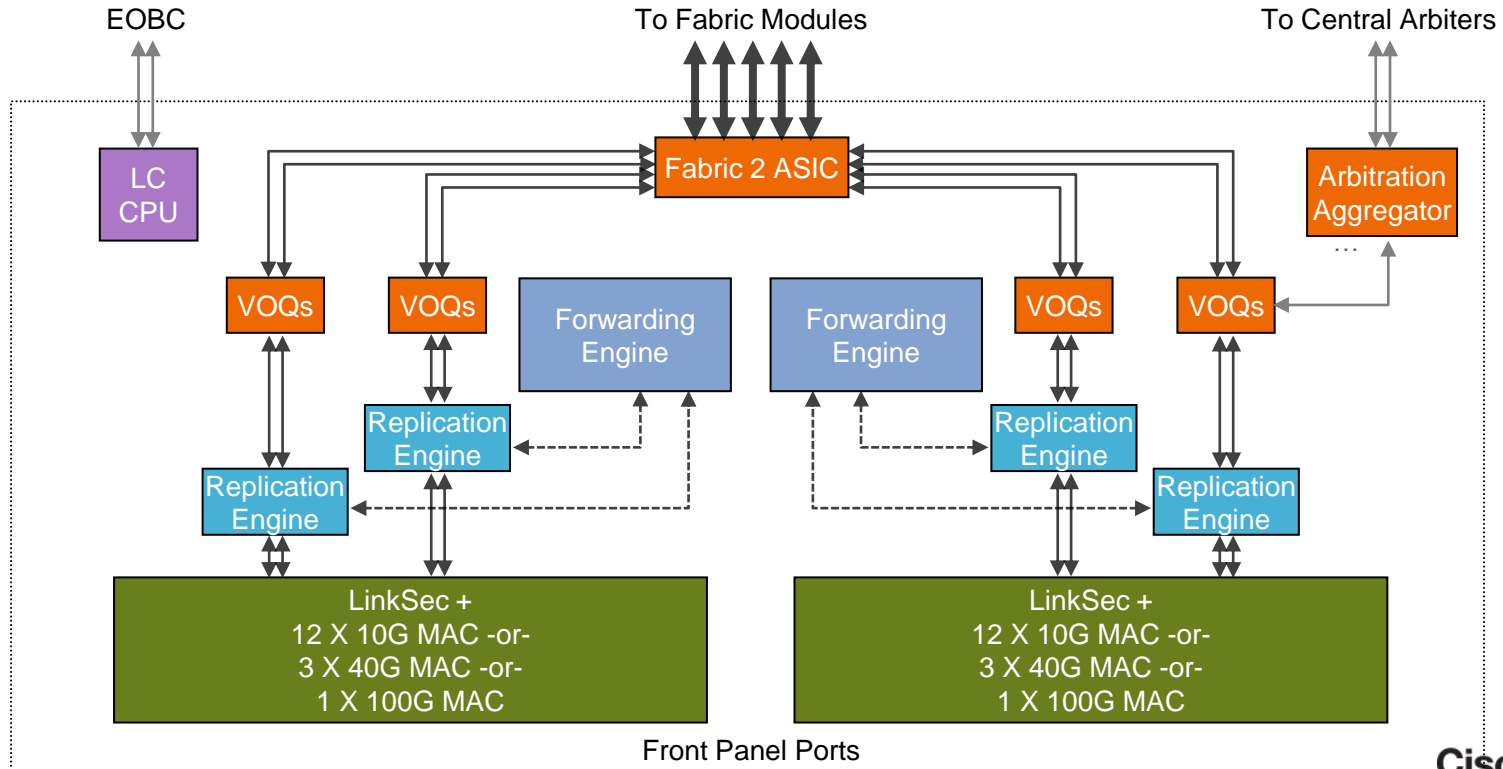 EOBC
To Fabric Modules
To Central Arbiters
LC
CPU
Fabric 2 ASIC
Arbitration
Aggregator
...
VOQs
VOQs
Forwarding
Engine
Forwarding
Engine
VOQs
VOQs
Replication
Engine
Replication
Engine
Replication
Engine
Replication
Engine
LinkSec +
12 X 10G MAC -or-
3 X 40G MAC -or-
1 X 100G MAC
LinkSec +
12 X 10G MAC -or-
3 X 40G MAC -or-
1 X 100G MAC
Front Panel Ports